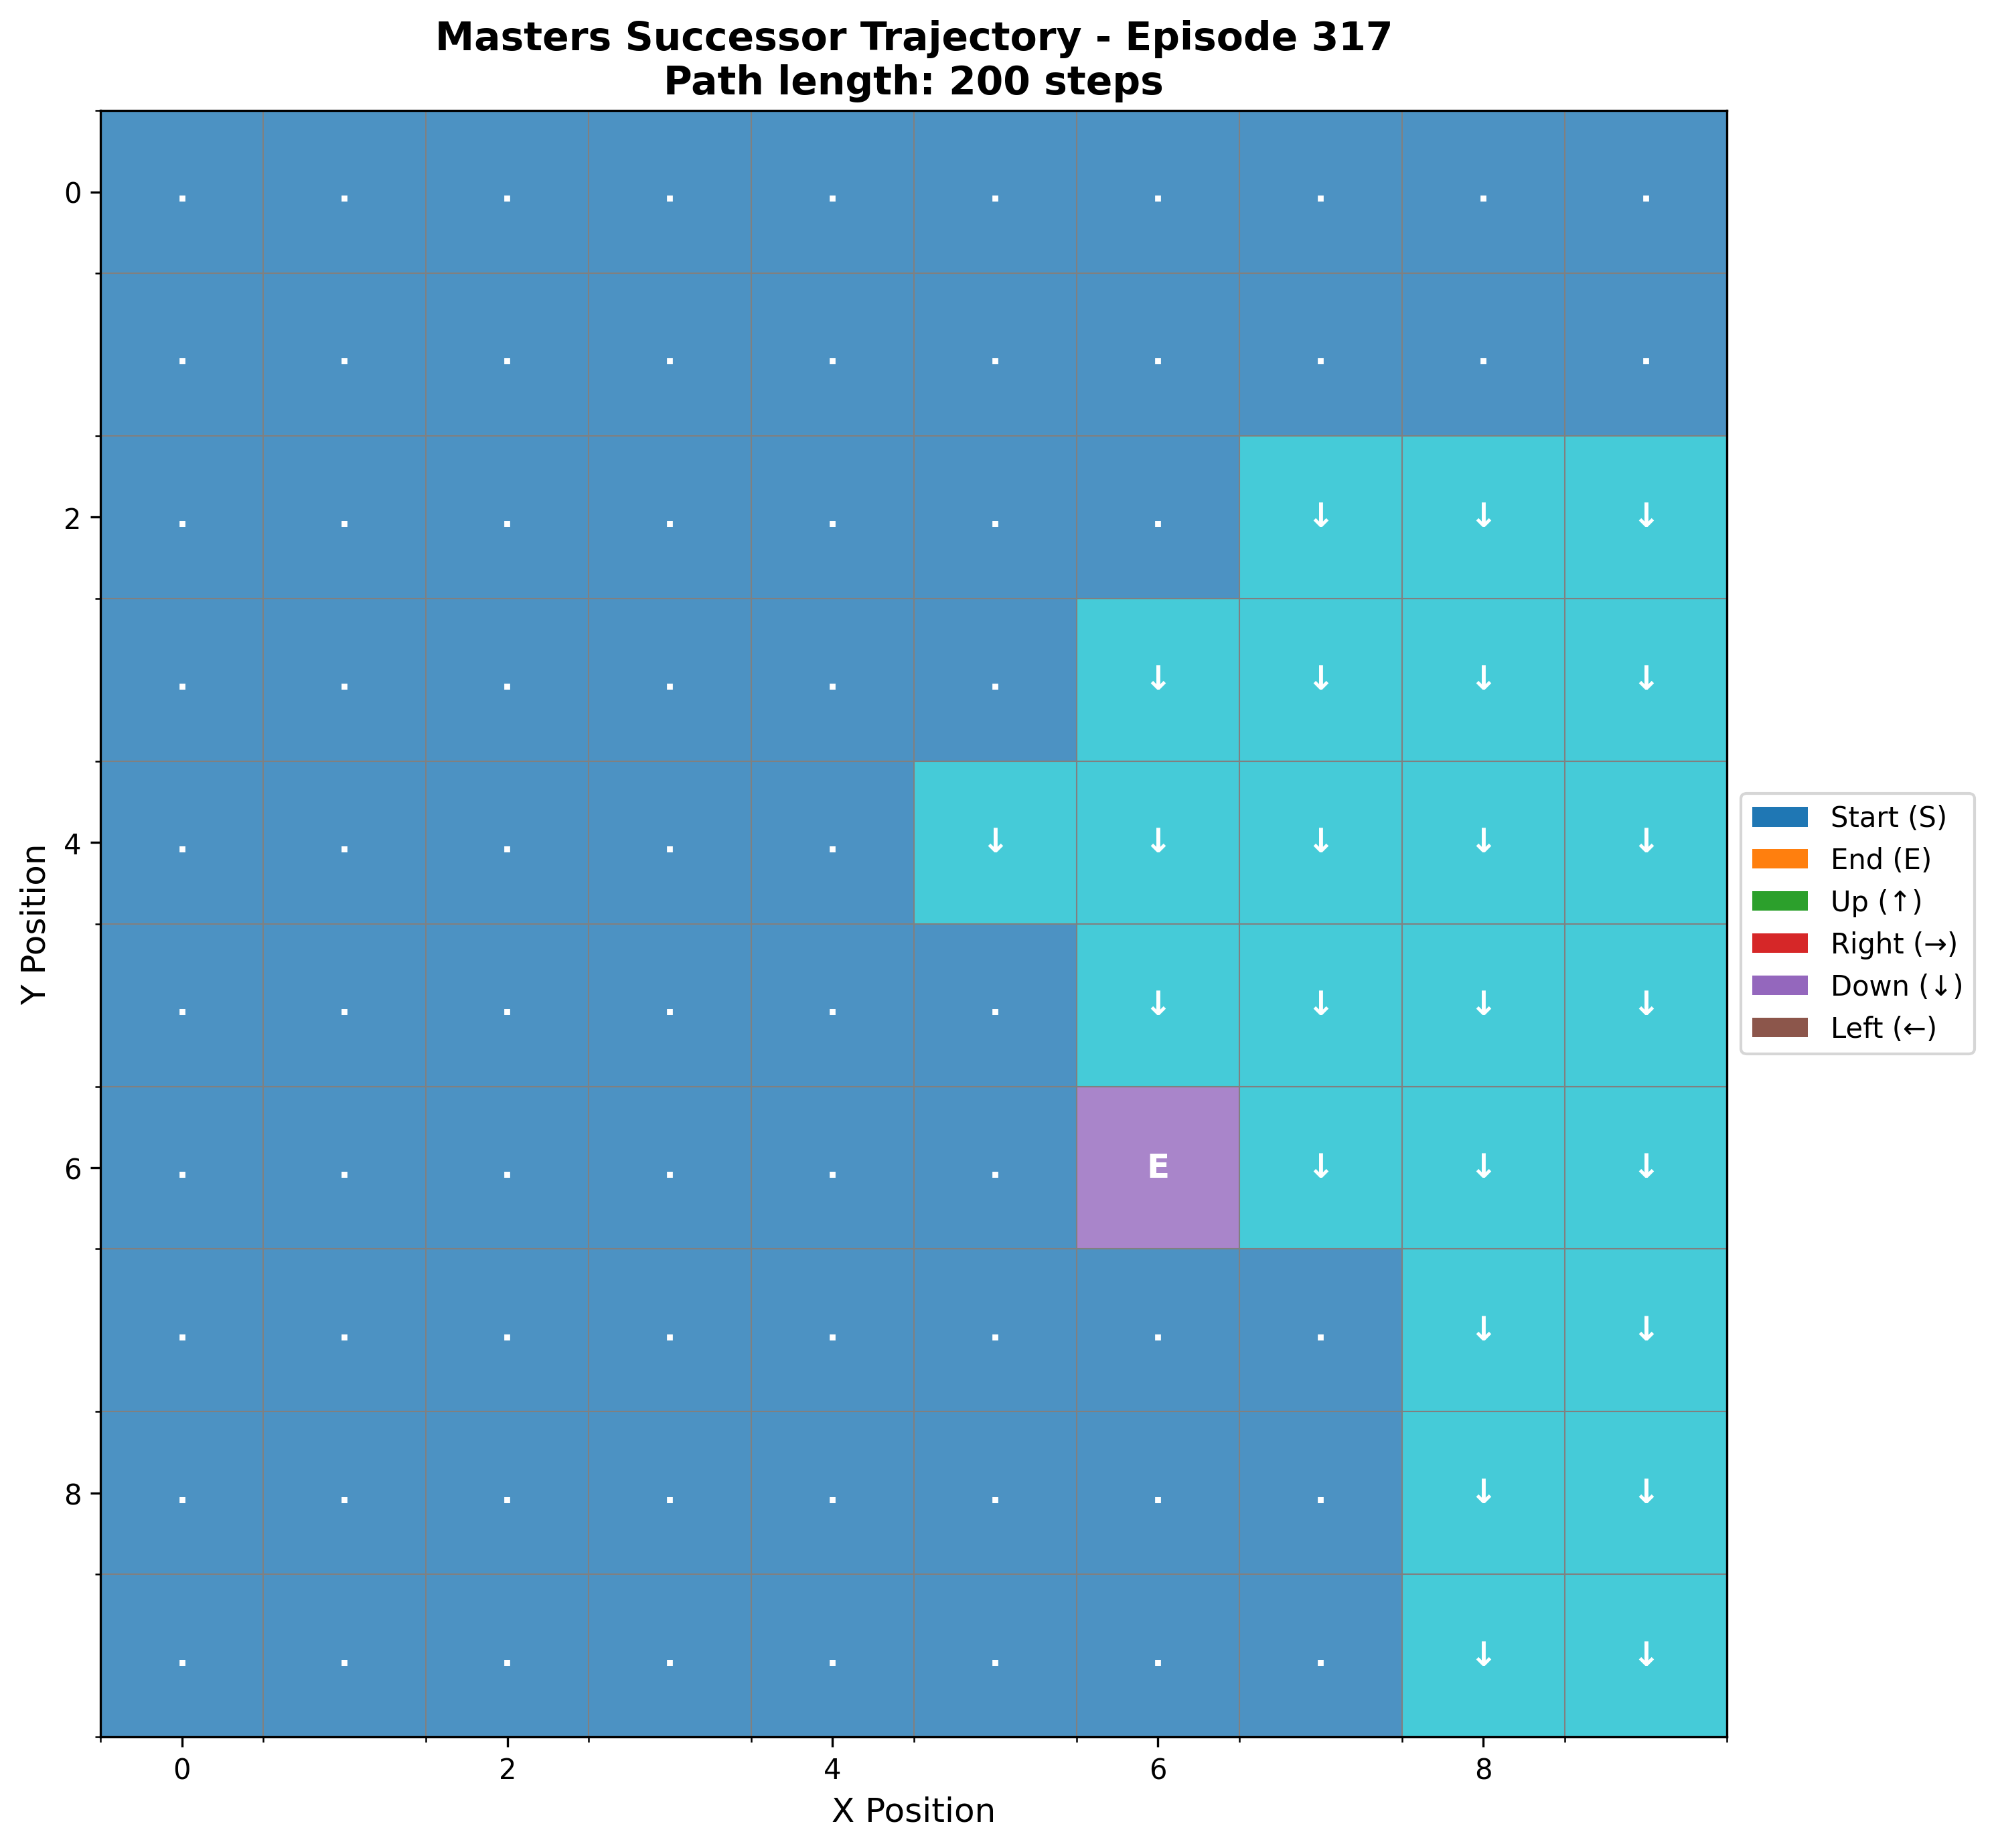 Masters Successor Trajectory - Episode 317
Path length: 200 steps
0 . . . . . . . . . .
. . . . . . . . . .
2 . . . . . . . ↓ ↓ ↓
. . . . . . ↓ ↓ ↓ ↓
4 . . . . . ↓ ↓ ↓ ↓ ↓
. . . . . . ↓ ↓ ↓ ↓
6 . . . . . . E ↓ ↓ ↓
. . . . . . . . ↓ ↓
8 . . . . . . . . ↓ ↓
. . . . . . . . ↓ ↓
0 2 4 6 8
X Position
Y Position
Start (S)
End (E)
Up (↑)
Right (→)
Down (↓)
Left (←)